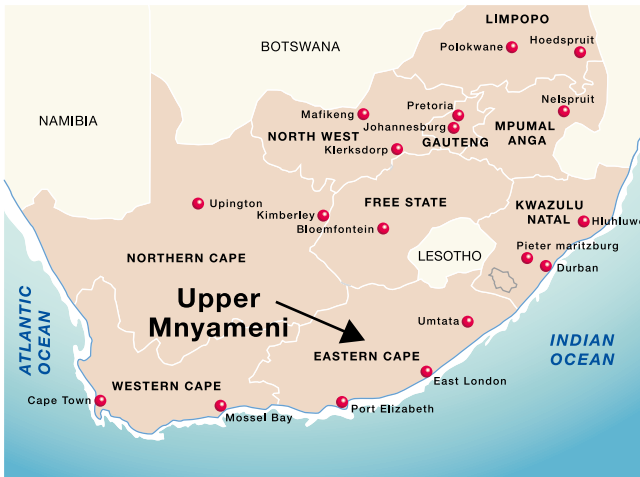 LIMPOPO
Hoedspruit
Polokwane
BOTSWANA
Nelspruit
Pretoria
Mafikeng
NAMIBIA
Johannesburg
MPUMAL
ANGA
NORTH WEST
GAUTENG
Klerksdorp
Upington
FREE STATE
KWAZULU
NATAL
Kimberley
Hluhluwe
Bloemfontein
Pieter maritzburg
LESOTHO
NORTHERN CAPE
Durban
Upper
Mnyameni
Umtata
ATLANTIC
OCEAN
INDIAN
OCEAN
EASTERN CAPE
East London
WESTERN CAPE
Cape Town
Port Elizabeth
Mossel Bay